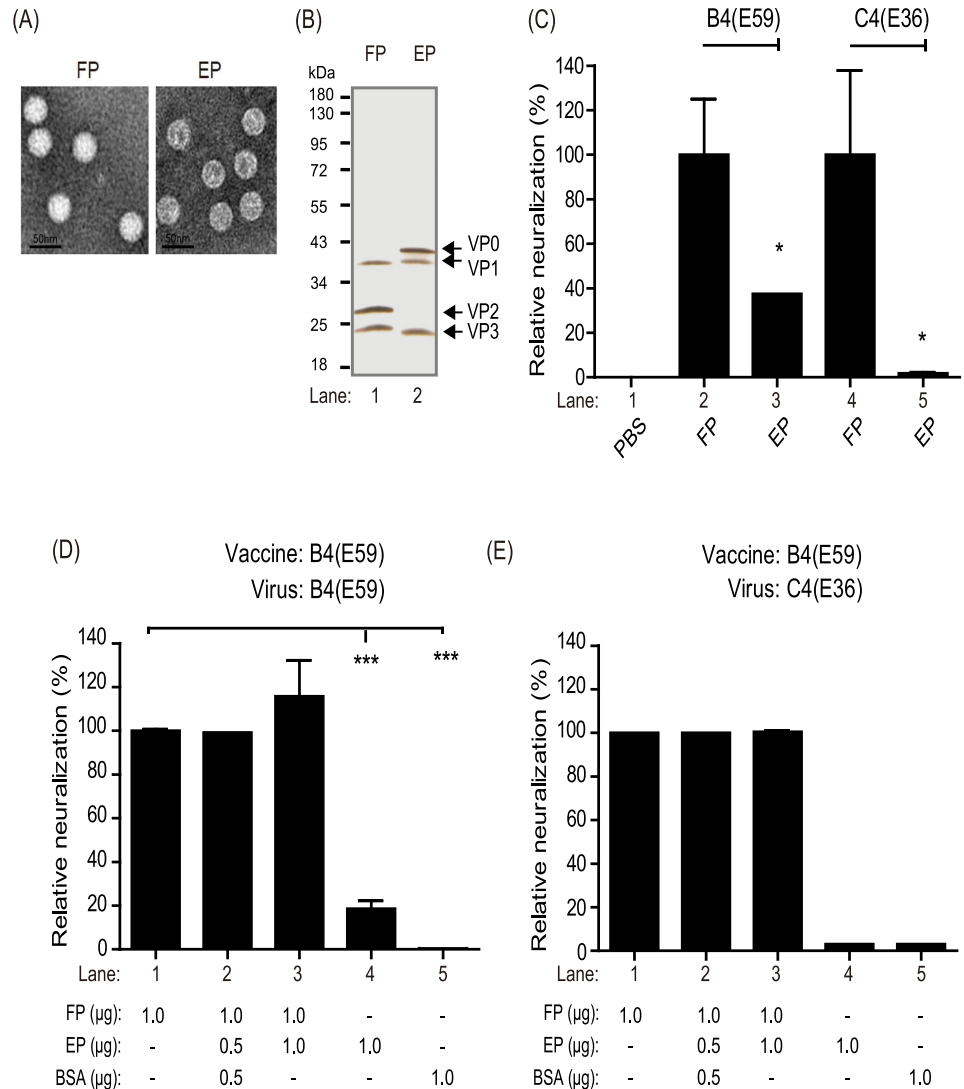 (A)
FP EP
50nm 50nm
(B)
FP EP
kDa
180
130
95
72
55
43
34
25
18
VP0
VP1
VP2
VP3
Lane: 1 2
(C)
B4(E59) C4(E36)
Relative neuralization (%)
140
120
100
80
60
40
20
0
* *
Lane: 1 2 3 4 5
PBS FP EP FP EP
(D)
Vaccine: B4(E59)
Virus: B4(E59)
Relative neuralization (%)
140
120
100
80
60
40
20
0
*** ***
Lane: 1 2 3 4 5
FP (µg): 1.0 1.0 1.0 - -
EP (µg): - 0.5 1.0 1.0 -
BSA (µg): - 0.5 - - 1.0
(E)
Vaccine: B4(E59)
Virus: C4(E36)
Relative neuralization (%)
140
120
100
80
60
40
20
0
Lane: 1 2 3 4 5
FP (µg): 1.0 1.0 1.0 - -
EP (µg): - 0.5 1.0 1.0 -
BSA (µg): - 0.5 - - 1.0